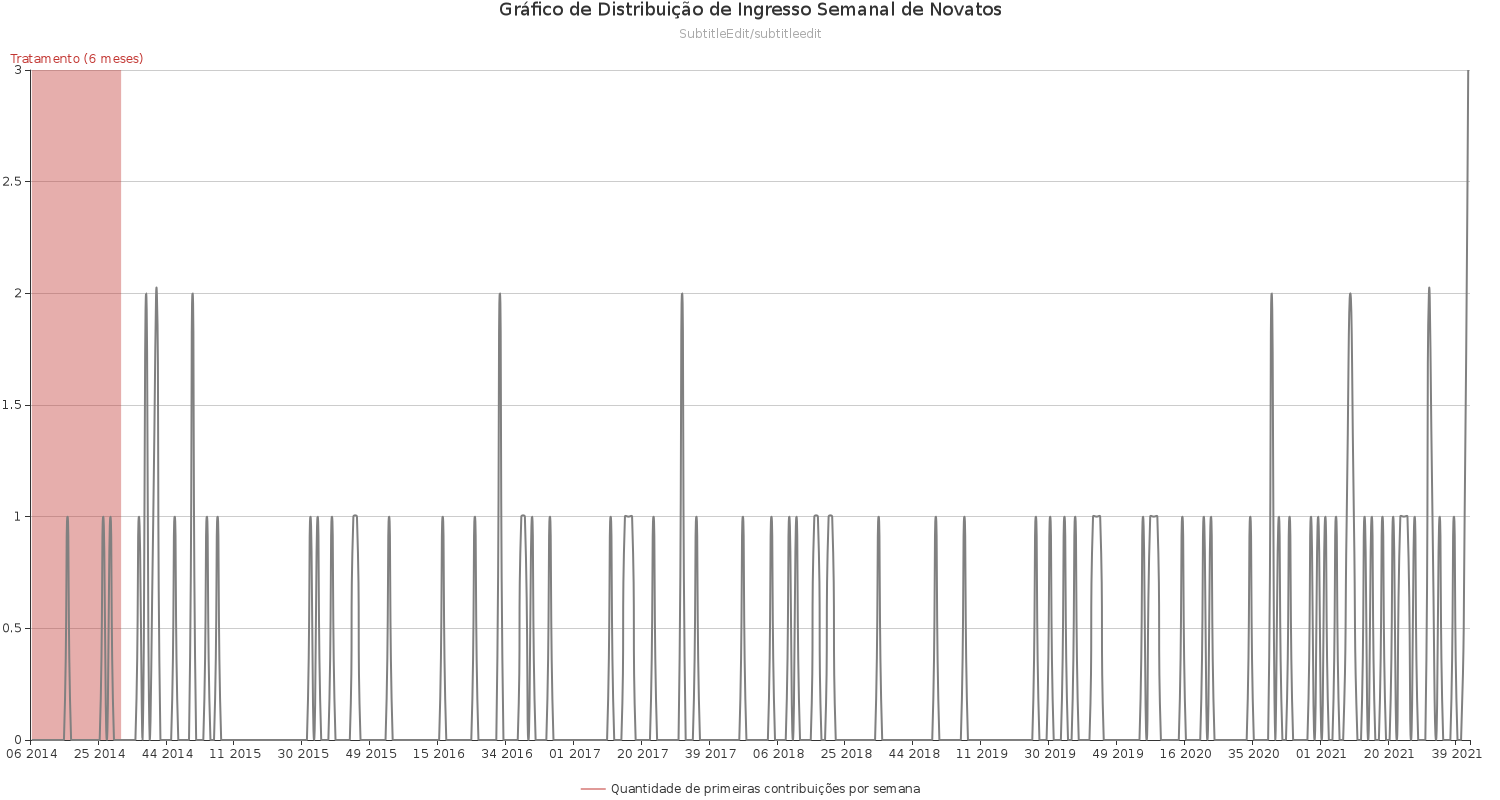 Gráfico de Distribuição de Ingresso Semanal de Novatos
SubtitleEdit/subtitleedit
Tratamento (6 meses)
3
2.5
2
1.5
1
0.5
0
06 2014 25 2014 44 2014 11 2015 30 2015 49 2015 15 2016 34 2016 01 2017 20 2017 39 2017 06 2018 25 2018 44 2018 11 2019 30 2019 49 2019 16 2020 35 2020 01 2021 20 2021 39 2021
Quantidade de primeiras contribuições por semana